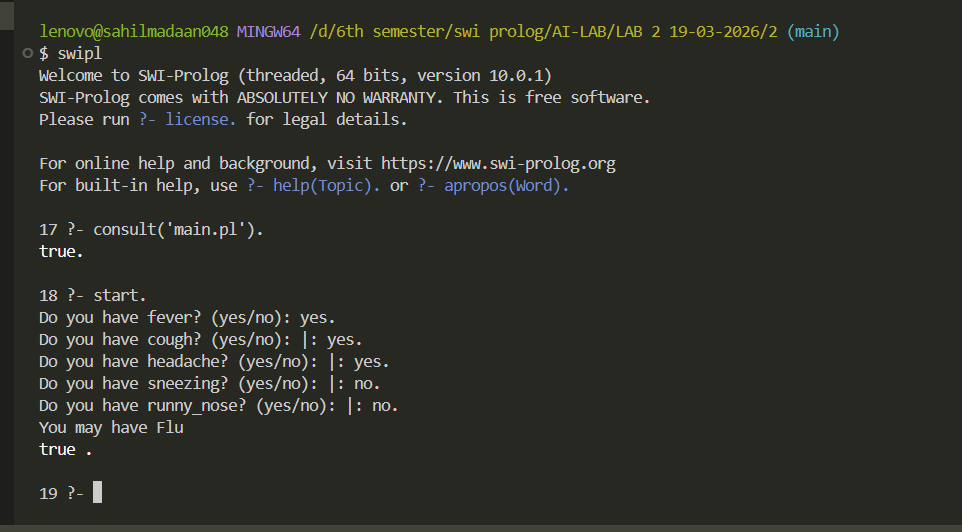 lenovo@sahilmadaan048 MINGW64 /d/6th semester/swi prolog/AI-LAB/LAB 2 19-03-2026/2 (main)
$ swipl
Welcome to SWI-Prolog (threaded, 64 bits, version 10.0.1)
SWI-Prolog comes with ABSOLUTELY NO WARRANTY. This is free software.
Please run ?- license. for legal details.
For online help and background, visit https://www.swi-prolog.org
For built-in help, use ?- help(Topic). or ?- apropos(Word).
17 ?- consult('main.pl').
true.
18 ?- start.
Do you have fever? (yes/no): yes.
Do you have cough? (yes/no): |: yes.
Do you have headache? (yes/no): |: yes.
Do you have sneezing? (yes/no): |: no.
Do you have runny_nose? (yes/no): |: no.
You may have Flu
true .
19 ?-